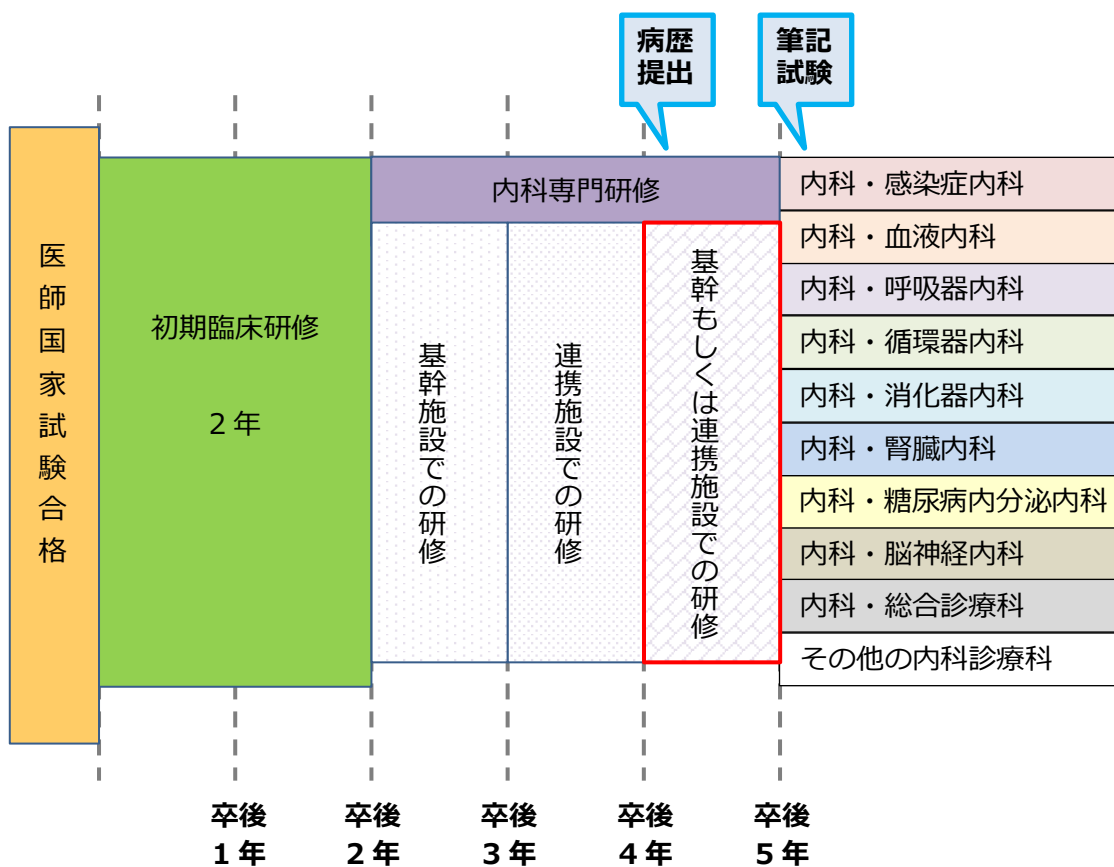 病歴
提出
筆記
試験
医師国家試験合格
初期臨床研修
2年
内科専門研修
基幹施設での研修
連携施設での研修
基幹もしくは連携施設での研修
内科・感染症内科
内科・血液内科
内科・呼吸器内科
内科・循環器内科
内科・消化器内科
内科・腎臓内科
内科・糖尿病内分泌内科
内科・脳神経内科
内科・総合診療科
その他の内科診療科
卒後
1年
卒後
2年
卒後
3年
卒後
4年
卒後
5年